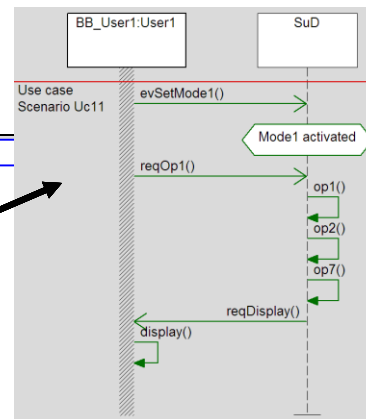 BB_User1:User1
SuD
Use case
Scenario Uc11
evSetMode1()
Mode1 activated
reqOp1()
op1()
op2()
op7()
reqDisplay()
display()